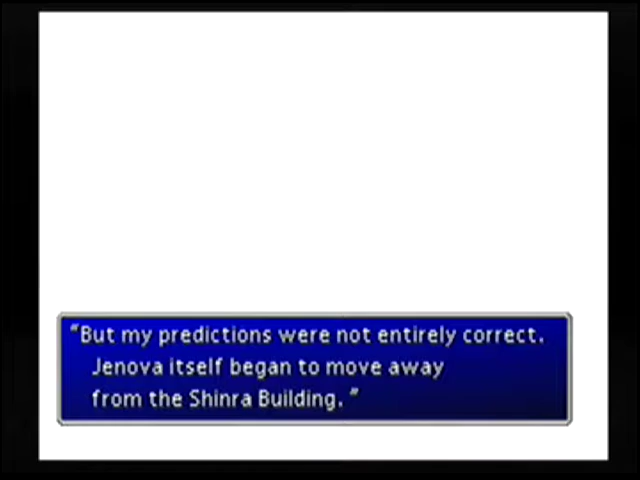 "But my predictions were not entirely correct.
Jenova itself began to move away
from the Shinra Building. "